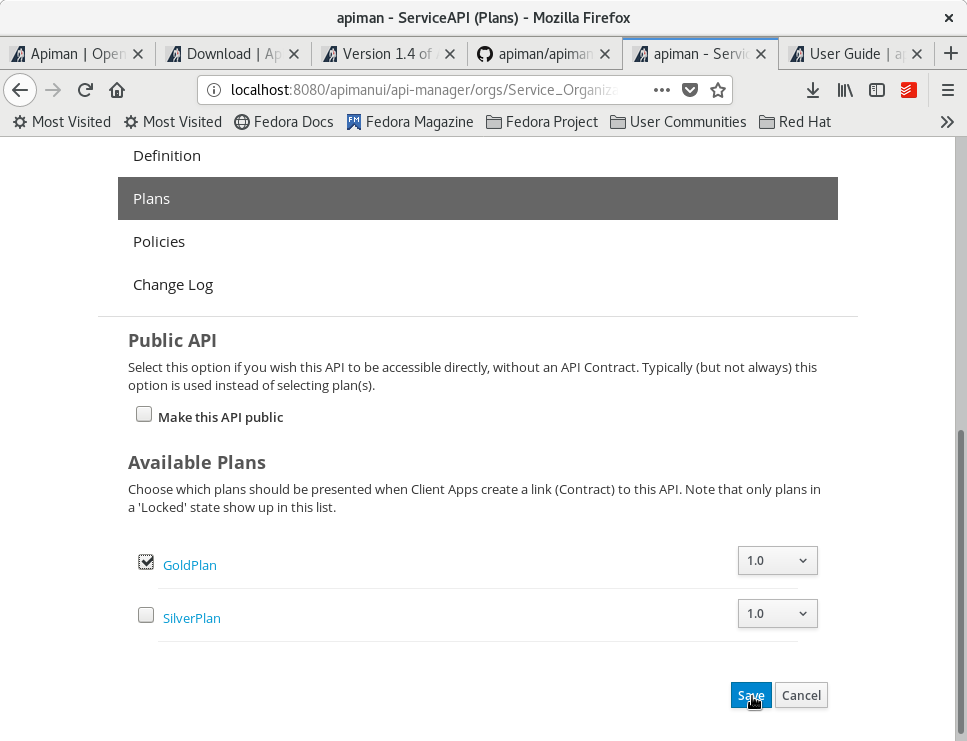 apiman - ServiceAPI (Plans) - Mozilla Firefox
Apiman | Open
Download | Ap
Version 1.4 of
apiman/apiman
apiman - Servic
User Guide | a
localhost:8080/apimanui/api-manager/orgs/Service_Organiza
Most Visited
Most Visited
Fedora Docs
FM
Fedora Magazine
Fedora Project
User Communities
Red Hat
Definition
Plans
Policies
Change Log
Public API
Select this option if you wish this API to be accessible directly, without an API Contract. Typically (but not always) this
option is used instead of selecting plan(s).
Make this API public
Available Plans
Choose which plans should be presented when Client Apps create a link (Contract) to this API. Note that only plans in
a 'Locked' state show up in this list.
GoldPlan
1.0
SilverPlan
1.0
Save
Cancel